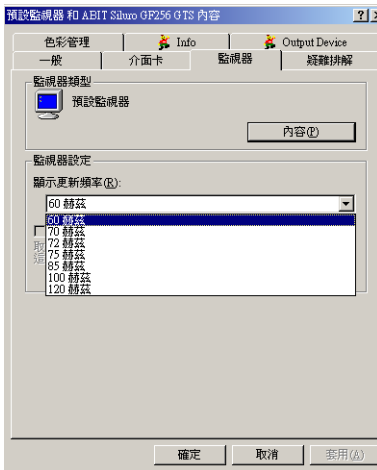 預設監視器 和 ABIT Siluro GF256 GTS 內容
色彩管理 Info Output Device
一般 介面卡 監視器 疑難排解
監視器類型
預設監視器
內容(P)
監視器設定
顯示更新頻率(R):
60 赫茲
60 赫茲
70 赫茲
72 赫茲
75 赫茲
85 赫茲
100 赫茲
120 赫茲
確定 取消 套用(A)